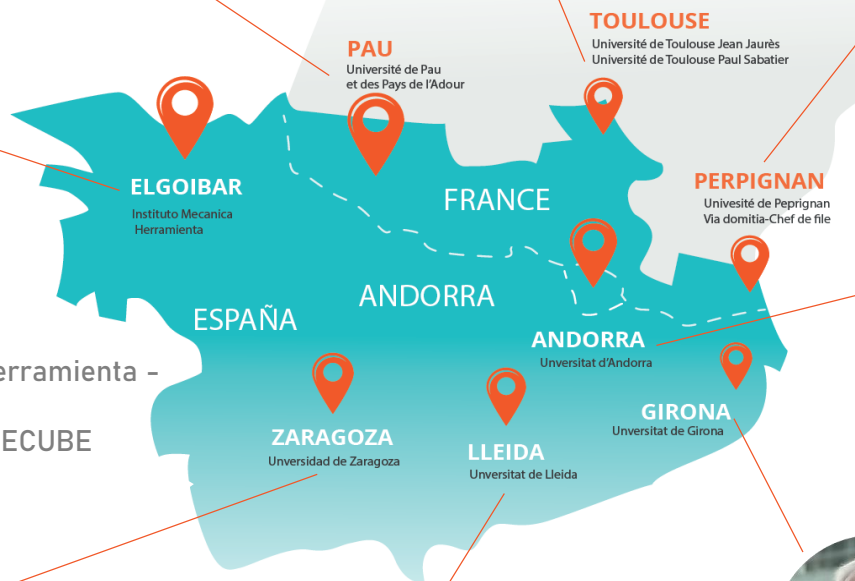 TOULOUSE
Université de Toulouse Jean Jaurès
Université de Toulouse Paul Sabatier
PAU
Université de Pau
et des Pays de l'Adour
ELGOIBAR
Instituto Mecanica
Herramienta
FRANCE
PERPIGNAN
Univesité de Peprignan
Via domitia-Chef de file
ANDORRA
ESPAÑA
ANDORRA
Unversitat d'Andorra
erramienta -
ECUBE
ZARAGOZA
Unversidad de Zaragoza
LLEIDA
Unversitat de Lleida
GIRONA
Unversitat de Girona